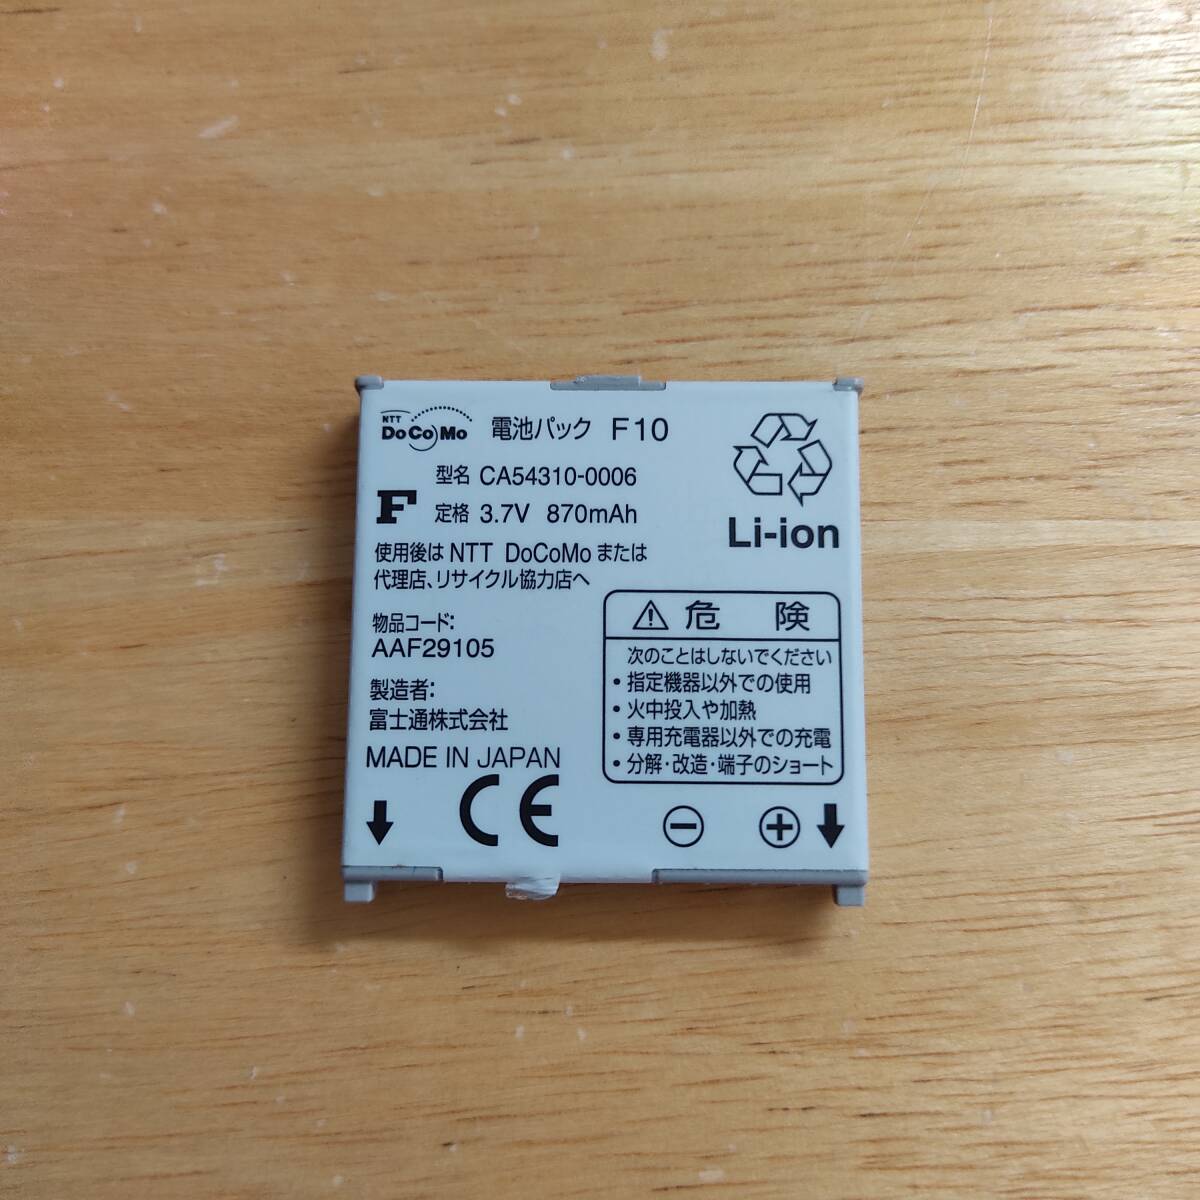 NTT DoCoMo 電池パック F10
型名 CA54310-0006
F 定格 3.7V 870mAh
Li-ion
使用後は NTT DoCoMo または
代理店、リサイクル協力店へ
物品コード:
AAF29105
製造者:
富士通株式会社
MADE IN JAPAN
CE
⚠ 危 険
次のことはしないでください
・指定機器以外での使用
・火中投入や加熱
・専用充電器以外での充電
・分解・改造・端子のショート
⊖ ⊕